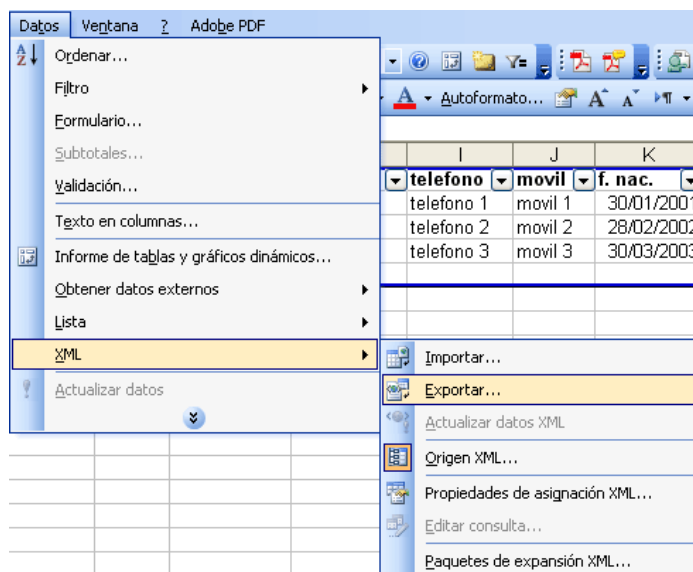 Datos Ventana ? Adobe PDF
Ordenar...
Filtro
Formulario...
Subtotales...
Validación...
Texto en columnas...
Informe de tablas y gráficos dinámicos...
Obtener datos externos
Lista
XML
Actualizar datos
Autoformato...
I J K
telefono movil f. nac.
telefono 1 movil 1 30/01/2001
telefono 2 movil 2 28/02/2002
telefono 3 movil 3 30/03/2003
Importar...
Exportar...
Actualizar datos XML
Origen XML...
Propiedades de asignación XML...
Editar consulta...
Paquetes de expansión XML...